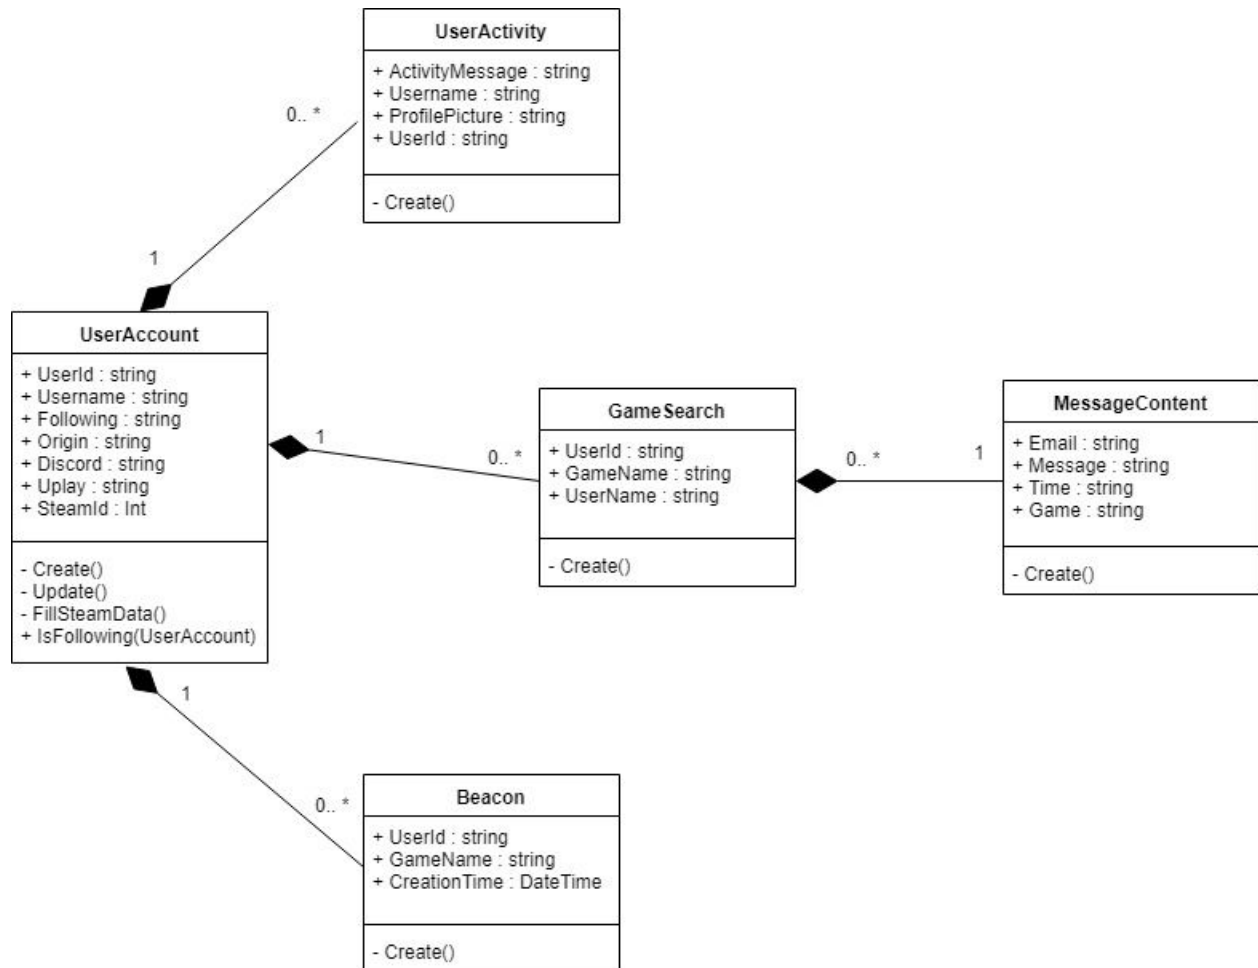 UserActivity
+ ActivityMessage : string
+ Username : string
+ ProfilePicture : string
+ UserId : string
- Create()
0.. *
1
UserAccount
+ UserId : string
+ Username : string
+ Following : string
+ Origin : string
+ Discord : string
+ Uplay : string
+ SteamId : Int
- Create()
- Update()
- FillSteamData()
+ IsFollowing(UserAccount)
1
0.. *
GameSearch
+ UserId : string
+ GameName : string
+ UserName : string
- Create()
0.. *
1
MessageContent
+ Email : string
+ Message : string
+ Time : string
+ Game : string
- Create()
1
0.. *
Beacon
+ UserId : string
+ GameName : string
+ CreationTime : DateTime
- Create()